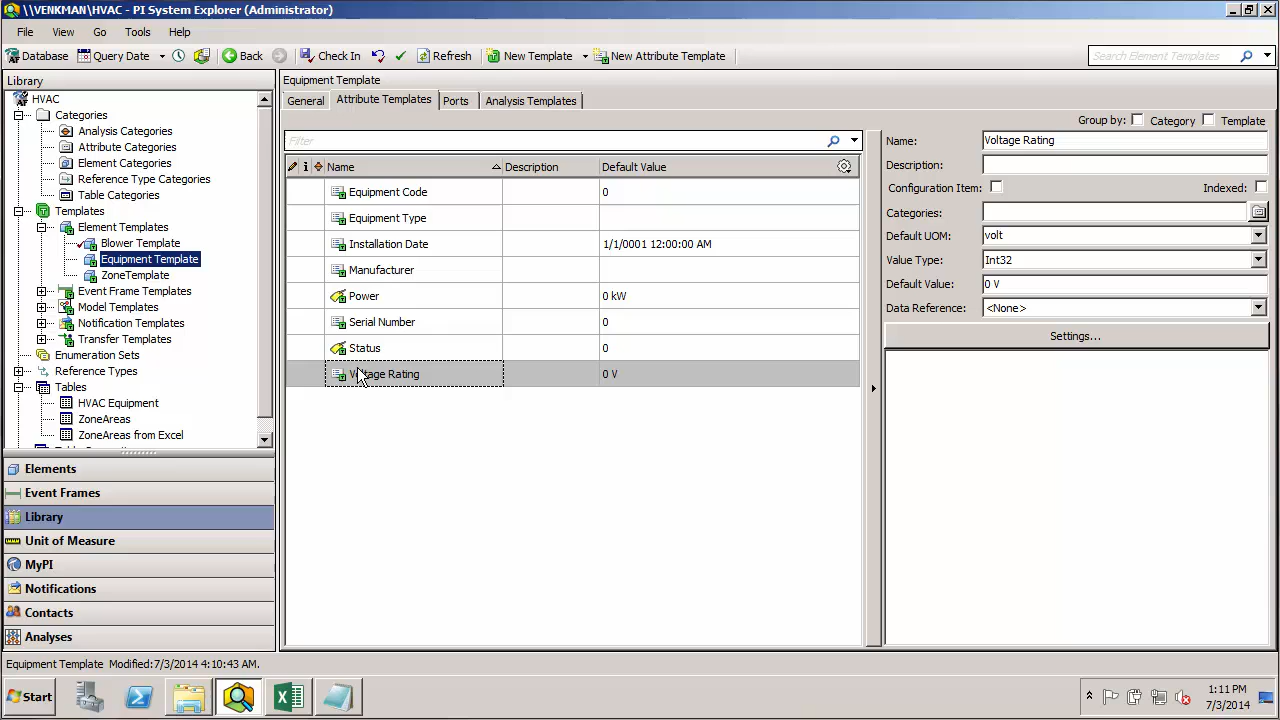 \\VENKMAN\HVAC - PI System Explorer (Administrator)
File View Go Tools Help
Database Query Date Back Check In Refresh New Template New Attribute Template Search Element Templates
Library
HVAC
Categories
Analysis Categories
Attribute Categories
Element Categories
Reference Type Categories
Table Categories
Templates
Element Templates
Blower Template
Equipment Template
ZoneTemplate
Event Frame Templates
Model Templates
Notification Templates
Transfer Templates
Enumeration Sets
Reference Types
Tables
HVAC Equipment
ZoneAreas
ZoneAreas from Excel
Elements
Event Frames
Library
Unit of Measure
MyPI
Notifications
Contacts
Analyses
Equipment Template
General Attribute Templates Ports Analysis Templates
Group by: Category Template
Filter
Name Description Default Value
Equipment Code 0
Equipment Type
Installation Date 1/1/0001 12:00:00 AM
Manufacturer
Power 0 kW
Serial Number 0
Status 0
Voltage Rating 0 V
Name: Voltage Rating
Description:
Configuration Item: Indexed:
Categories:
Default UOM: volt
Value Type: Int32
Default Value: 0 V
Data Reference: <None>
Settings...
Equipment Template Modified:7/3/2014 4:10:43 AM.
Start
1:11 PM
7/3/2014